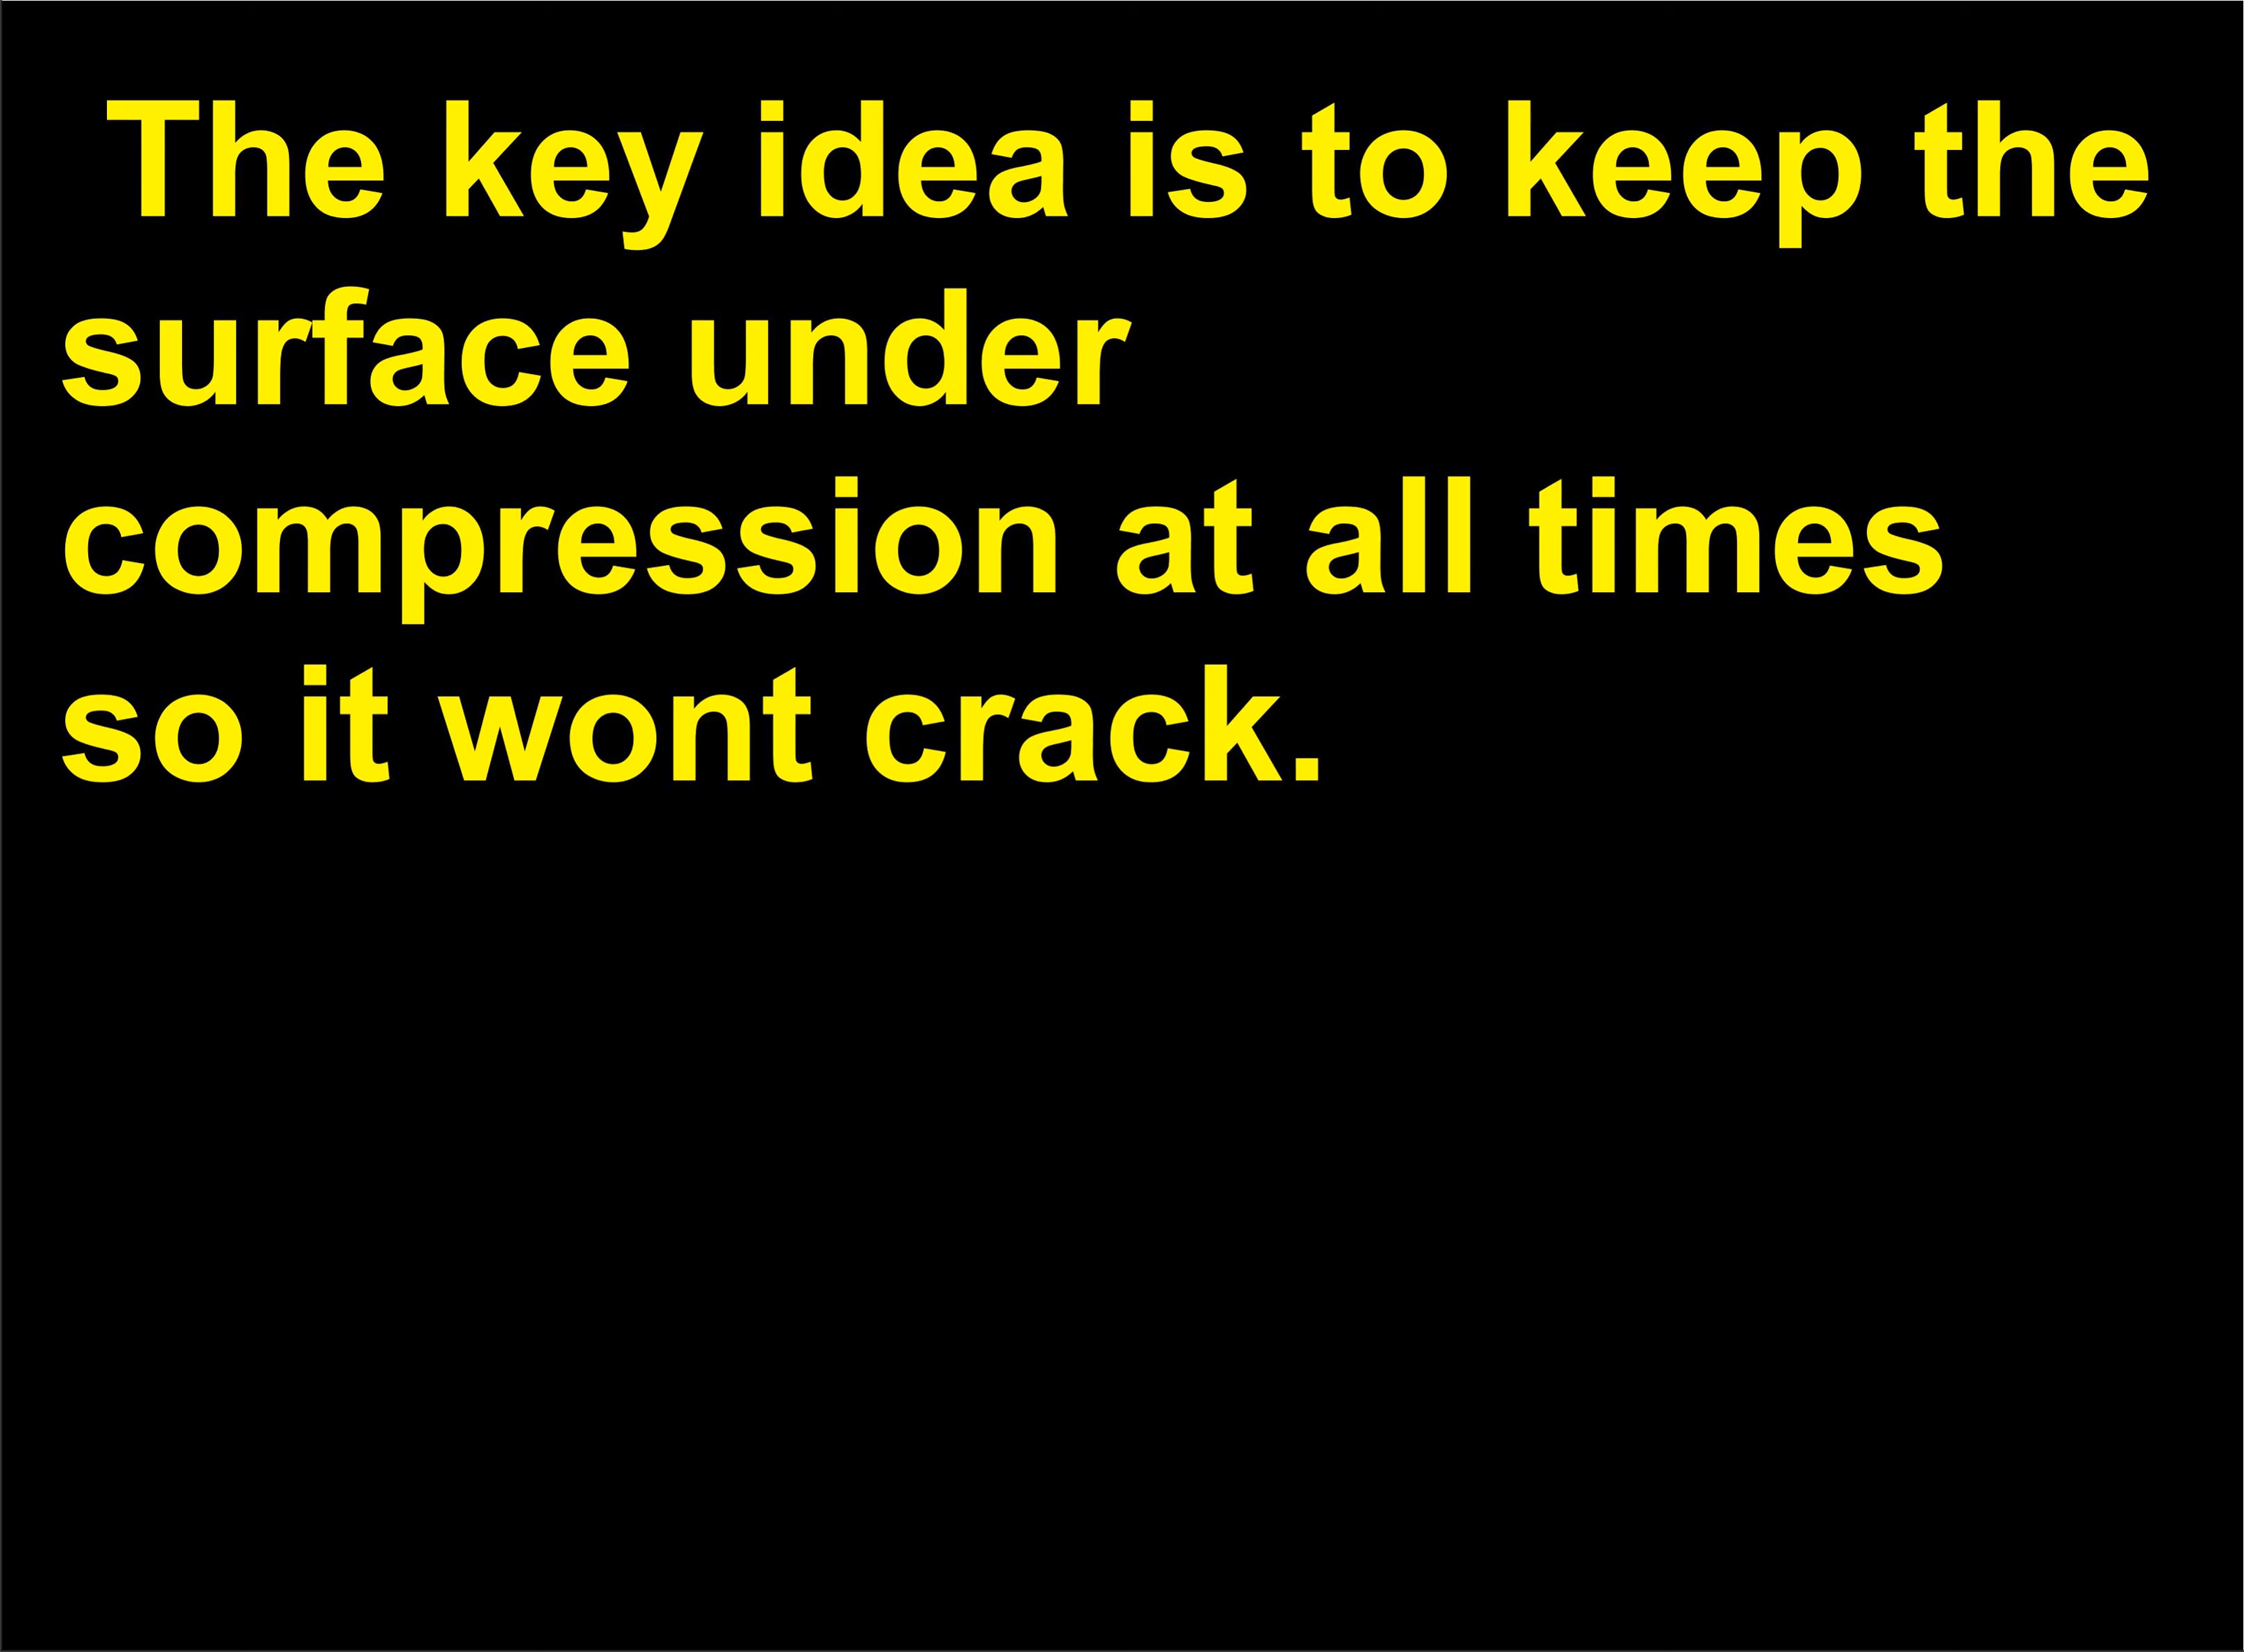 The key idea is to keep the
surface under
compression at all times
so it wont crack.